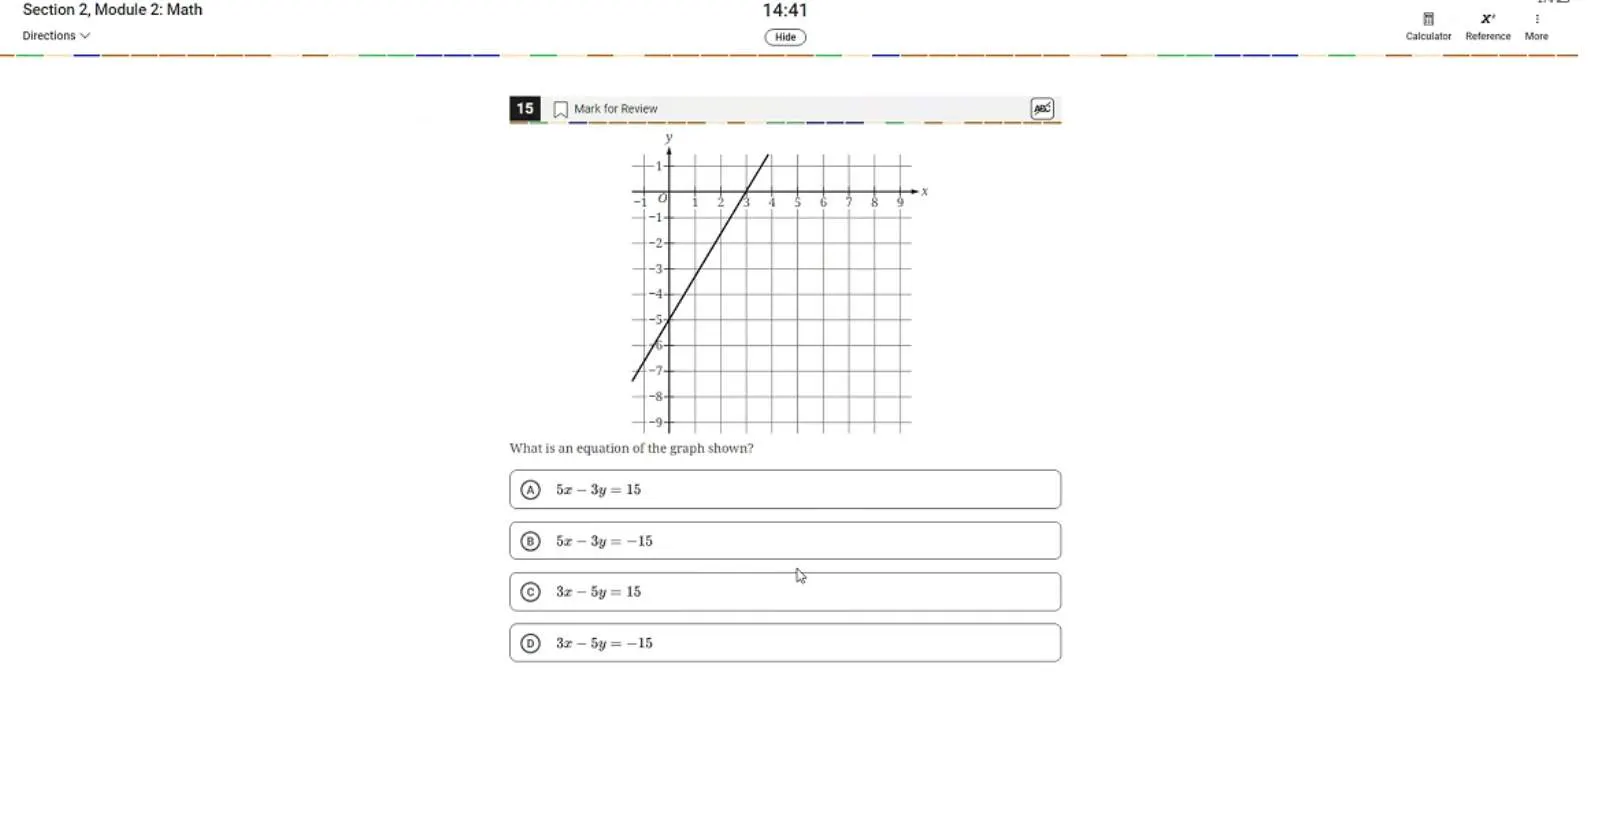 Section 2, Module 2: Math
14:41
Directions
Hide
Calculator
x²
Reference
More
15
Mark for Review
ABC
y
1
x
−1
O
1 2 3 4 5 6 7 8 9
−1
−2
−3
−4
−5
−6
−7
−8
−9
What is an equation of the graph shown?
A 5x − 3y = 15
B 5x − 3y = −15
C 3x − 5y = 15
D 3x − 5y = −15